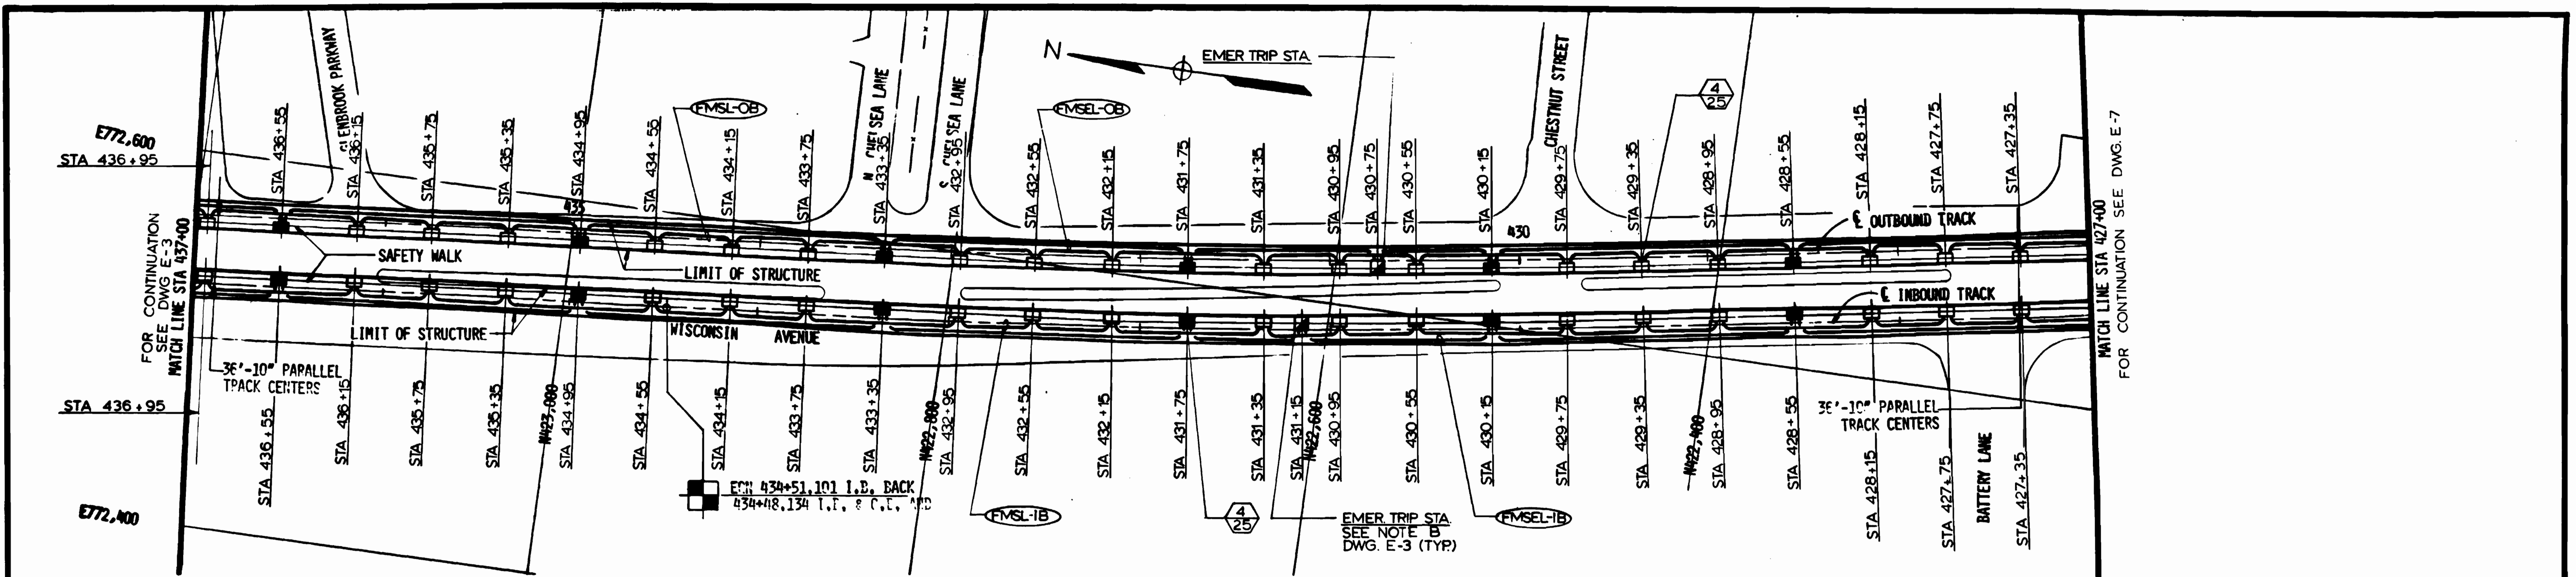 GLENBROOK PARKWAY
N CHELSEA LANE
S CHELSEA LANE
CHESTNUT STREET
N
EMER TRIP STA
4
25
FMSL-OB
FMSEL-OB
E772,600
STA 436+95
STA 436+55
STA 436+15
STA 435+75
STA 435+35
STA 434+95
STA 434+55
STA 434+15
STA 433+75
STA 433+35
STA 432+95
STA 432+55
STA 432+15
STA 431+75
STA 431+35
STA 430+95
STA 430+75
STA 430+55
STA 430+15
STA 429+75
STA 429+35
STA 428+95
STA 428+55
STA 428+15
STA 427+75
STA 427+35
FOR CONTINUATION
SEE DWG E-3
MATCH LINE STA 437+00
435
430
SAFETY WALK
LIMIT OF STRUCTURE
℄ OUTBOUND TRACK
℄ INBOUND TRACK
LIMIT OF STRUCTURE
WISCONSIN AVENUE
MATCH LINE STA 427+00
FOR CONTINUATION SEE DWG. E-7
36'-10" PARALLEL
TRACK CENTERS
36'-10" PARALLEL
TRACK CENTERS
STA 436+95
STA 436+55
STA 436+15
STA 435+75
STA 435+35
N423,000
STA 434+95
STA 434+55
STA 434+15
STA 433+75
STA 433+35
N422,800
STA 432+95
STA 432+55
STA 432+15
STA 431+75
STA 431+35
STA 431+15
N422,600
STA 430+95
STA 430+55
STA 430+15
STA 429+75
STA 429+35
N422,400
STA 428+95
STA 428+55
STA 428+15
STA 427+75
BATTERY LANE
STA 427+35
E772,400
434+51.101 I.B. BACK
434+48.134 I.B. &
FMSL-IB
4
25
EMER. TRIP STA.
SEE NOTE B
DWG. E-3 (TYP.)
FMSEL-IB